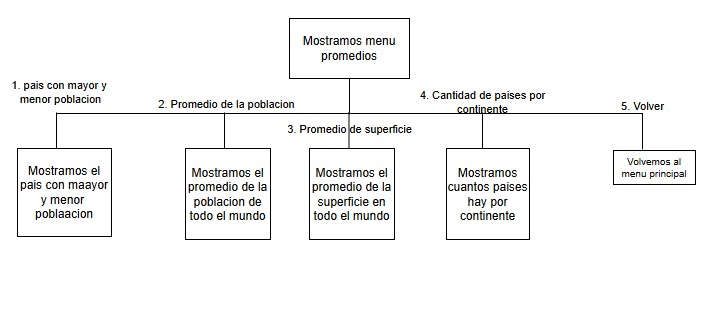 Mostramos menu
promedios
1. pais con mayor y
menor poblacion
2. Promedio de la poblacion
3. Promedio de superficie
4. Cantidad de paises por
continente
5. Volver
Mostramos el
pais con maayor
y menor
poblaacion
Mostramos el
promedio de la
poblacion de
todo el mundo
Mostramos el
promedio de la
superficie en
todo el mundo
Mostramos
cuantos paises
hay por
continente
Volvemos al
menu principal